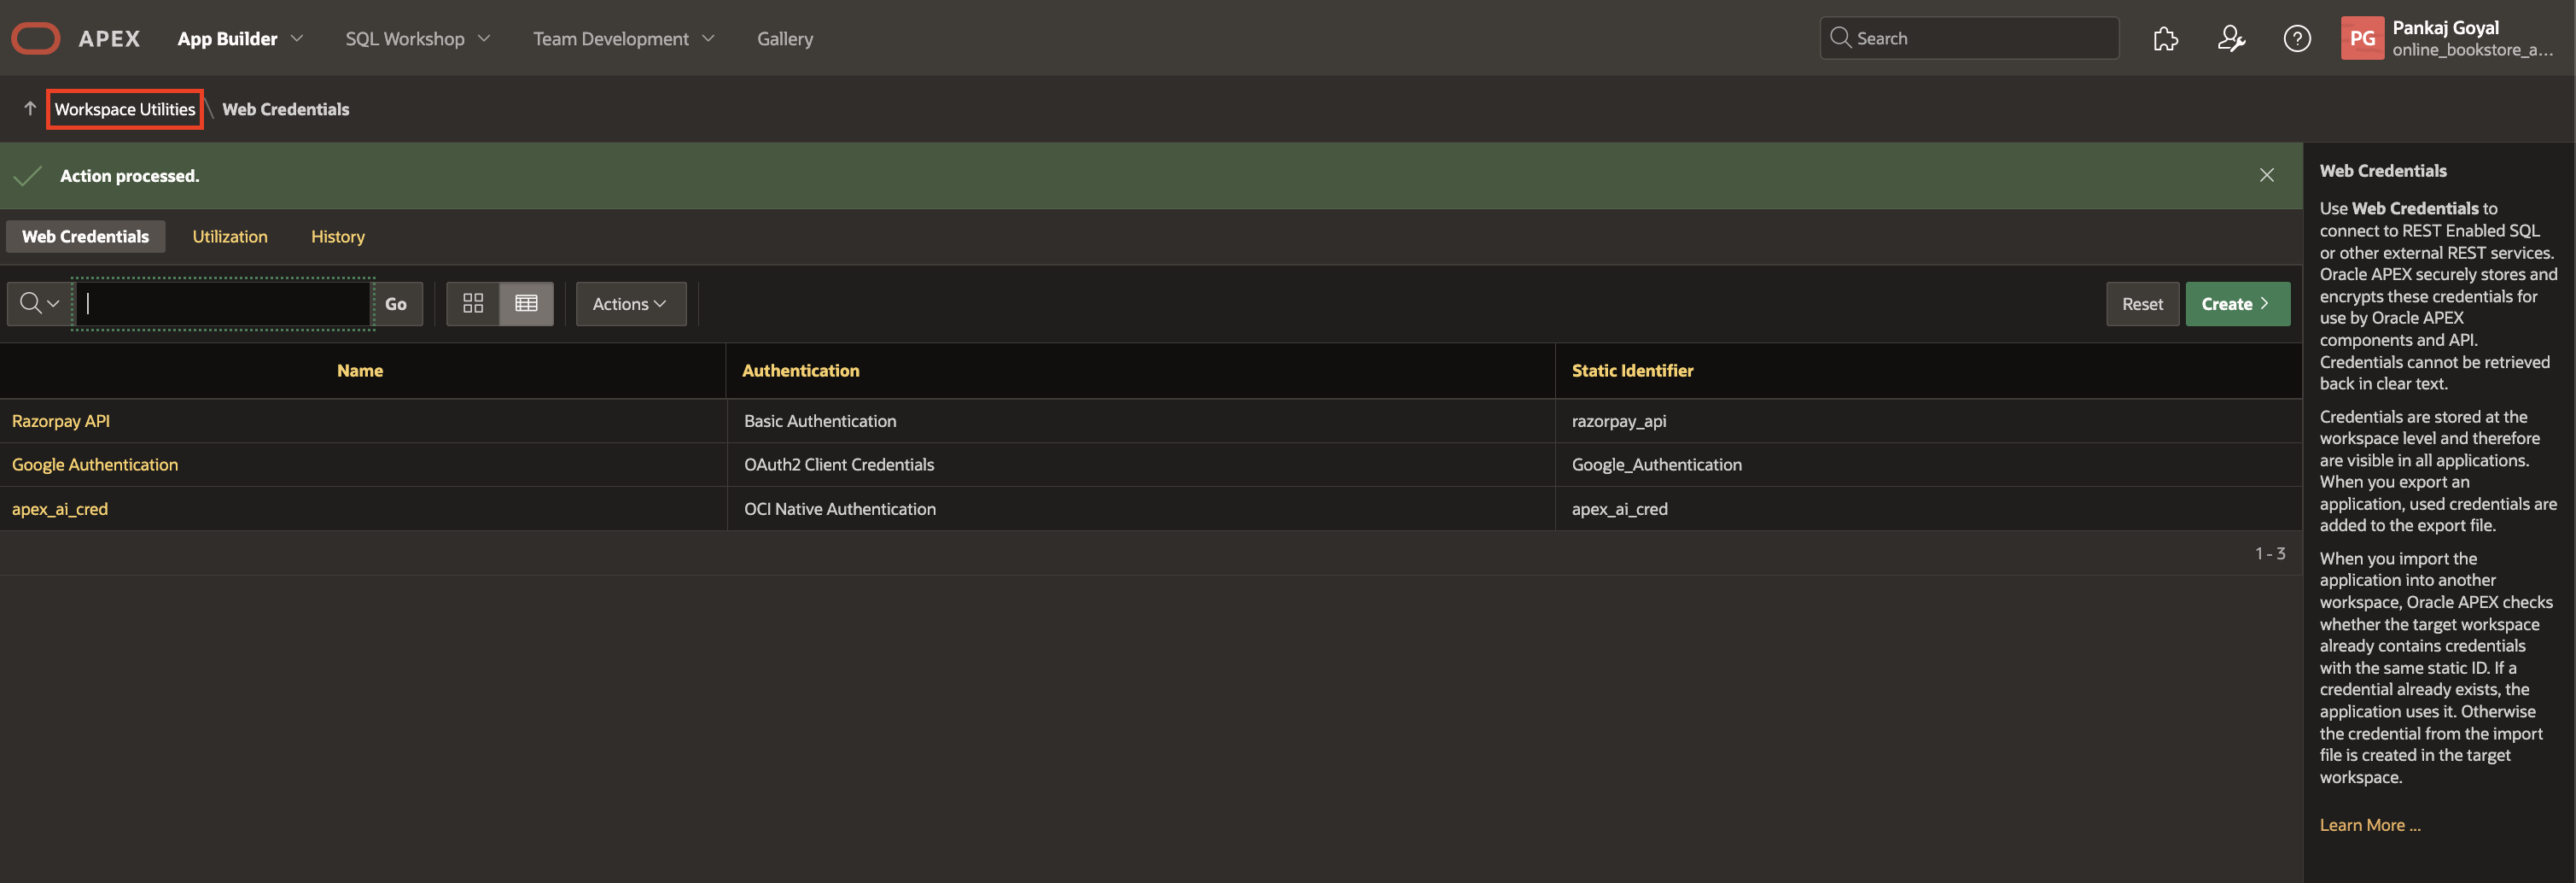 APEX App Builder SQL Workshop Team Development Gallery Search PG Pankaj Goyal
online_bookstore_a...
Workspace Utilities \ Web Credentials
Action processed.
Web Credentials Utilization History
Go Actions Reset Create
Name Authentication Static Identifier
Razorpay API Basic Authentication razorpay_api
Google Authentication OAuth2 Client Credentials Google_Authentication
apex_ai_cred OCI Native Authentication apex_ai_cred
1 - 3
Web Credentials
Use Web Credentials to
connect to REST Enabled SQL
or other external REST services.
Oracle APEX securely stores and
encrypts these credentials for
use by Oracle APEX
components and API.
Credentials cannot be retrieved
back in clear text.
Credentials are stored at the
workspace level and therefore
are visible in all applications.
When you export an
application, used credentials are
added to the export file.
When you import the
application into another
workspace, Oracle APEX checks
whether the target workspace
already contains credentials
with the same static ID. If a
credential already exists, the
application uses it. Otherwise
the credential from the import
file is created in the target
workspace.
Learn More ...